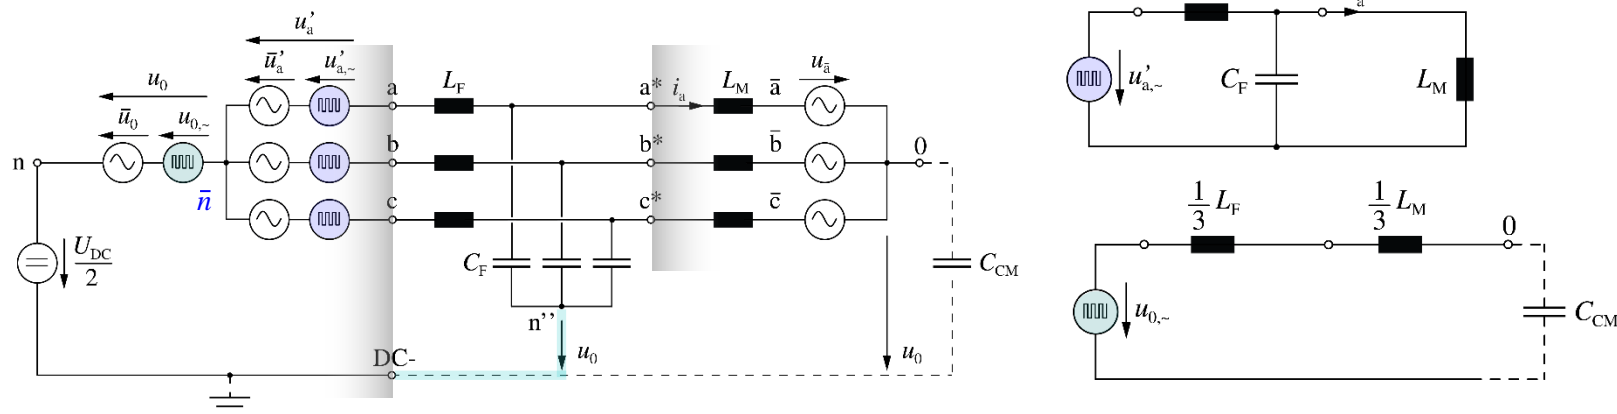 u'a
ū'a
u'a,~
u0
ū0
u0,~
n
n̄
UDC
2
a
b
c
LF
CF
n’’
u0
DC-
a*
b*
c*
ia
LM
ā
b̄
c̄
uā
0
CCM
u0
a
u'a,~
CF
LM
1
3
LF
1
3
LM
0
u0,~
CCM